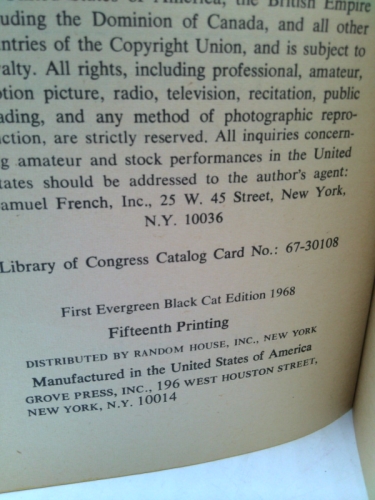 States of America, the British Empire
uding the Dominion of Canada, and all other
ntries of the Copyright Union, and is subject to
yalty. All rights, including professional, amateur,
otion picture, radio, television, recitation, public
ading, and any method of photographic repro-
uction, are strictly reserved. All inquiries concern-
g amateur and stock performances in the United
tates should be addressed to the author's agent:
amuel French, Inc., 25 W. 45 Street, New York,
N.Y. 10036
Library of Congress Catalog Card No.: 67-30108
First Evergreen Black Cat Edition 1968
Fifteenth Printing
DISTRIBUTED BY RANDOM HOUSE, INC., NEW YORK
Manufactured in the United States of America
GROVE PRESS, INC., 196 WEST HOUSTON STREET,
NEW YORK, N.Y. 10014